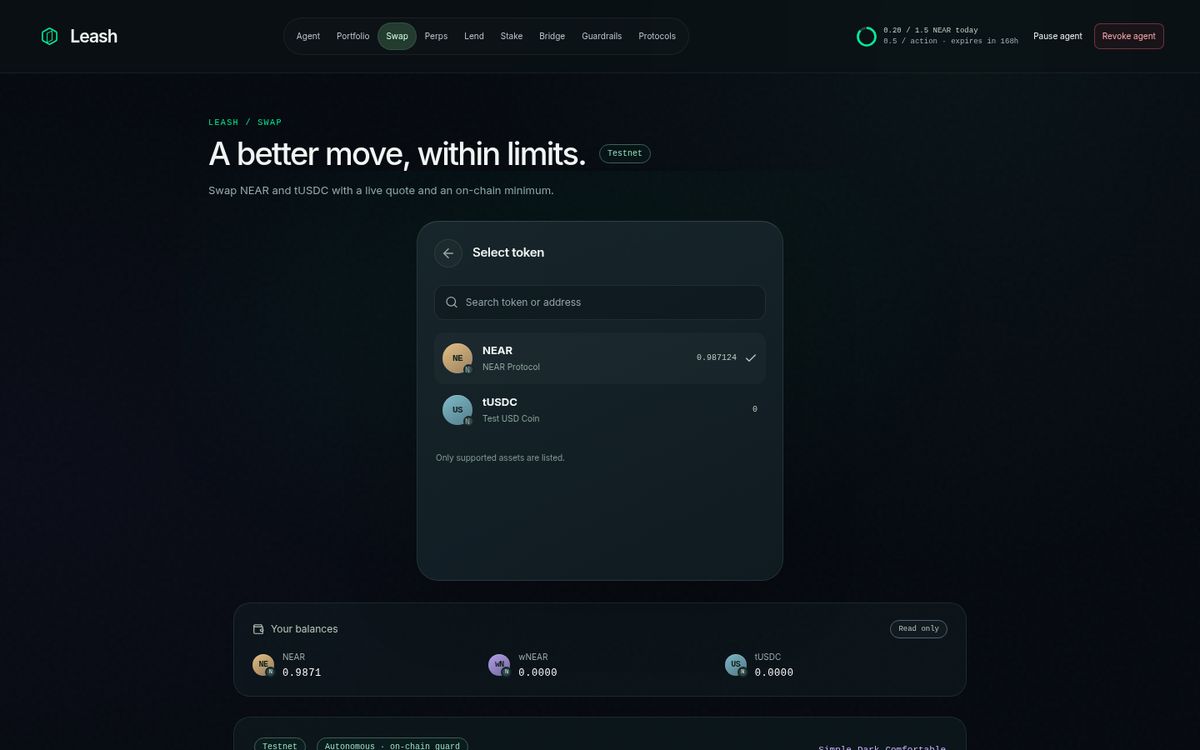 Leash
Agent Portfolio Swap Perps Lend Stake Bridge Guardrails Protocols
0.20 / 1.5 NEAR today
0.5 / action · expires in 168h
Pause agent
Revoke agent
LEASH / SWAP
A better move, within limits.
Testnet
Swap NEAR and tUSDC with a live quote and an on-chain minimum.
Select token
Search token or address
NE
N
NEAR
NEAR Protocol
0.987124
US
N
tUSDC
Test USD Coin
0
Only supported assets are listed.
Your balances
Read only
NE
N
NEAR
0.9871
wN
N
wNEAR
0.0000
US
N
tUSDC
0.0000
Testnet
Autonomous · on-chain guard
Simple Dark Comfortable